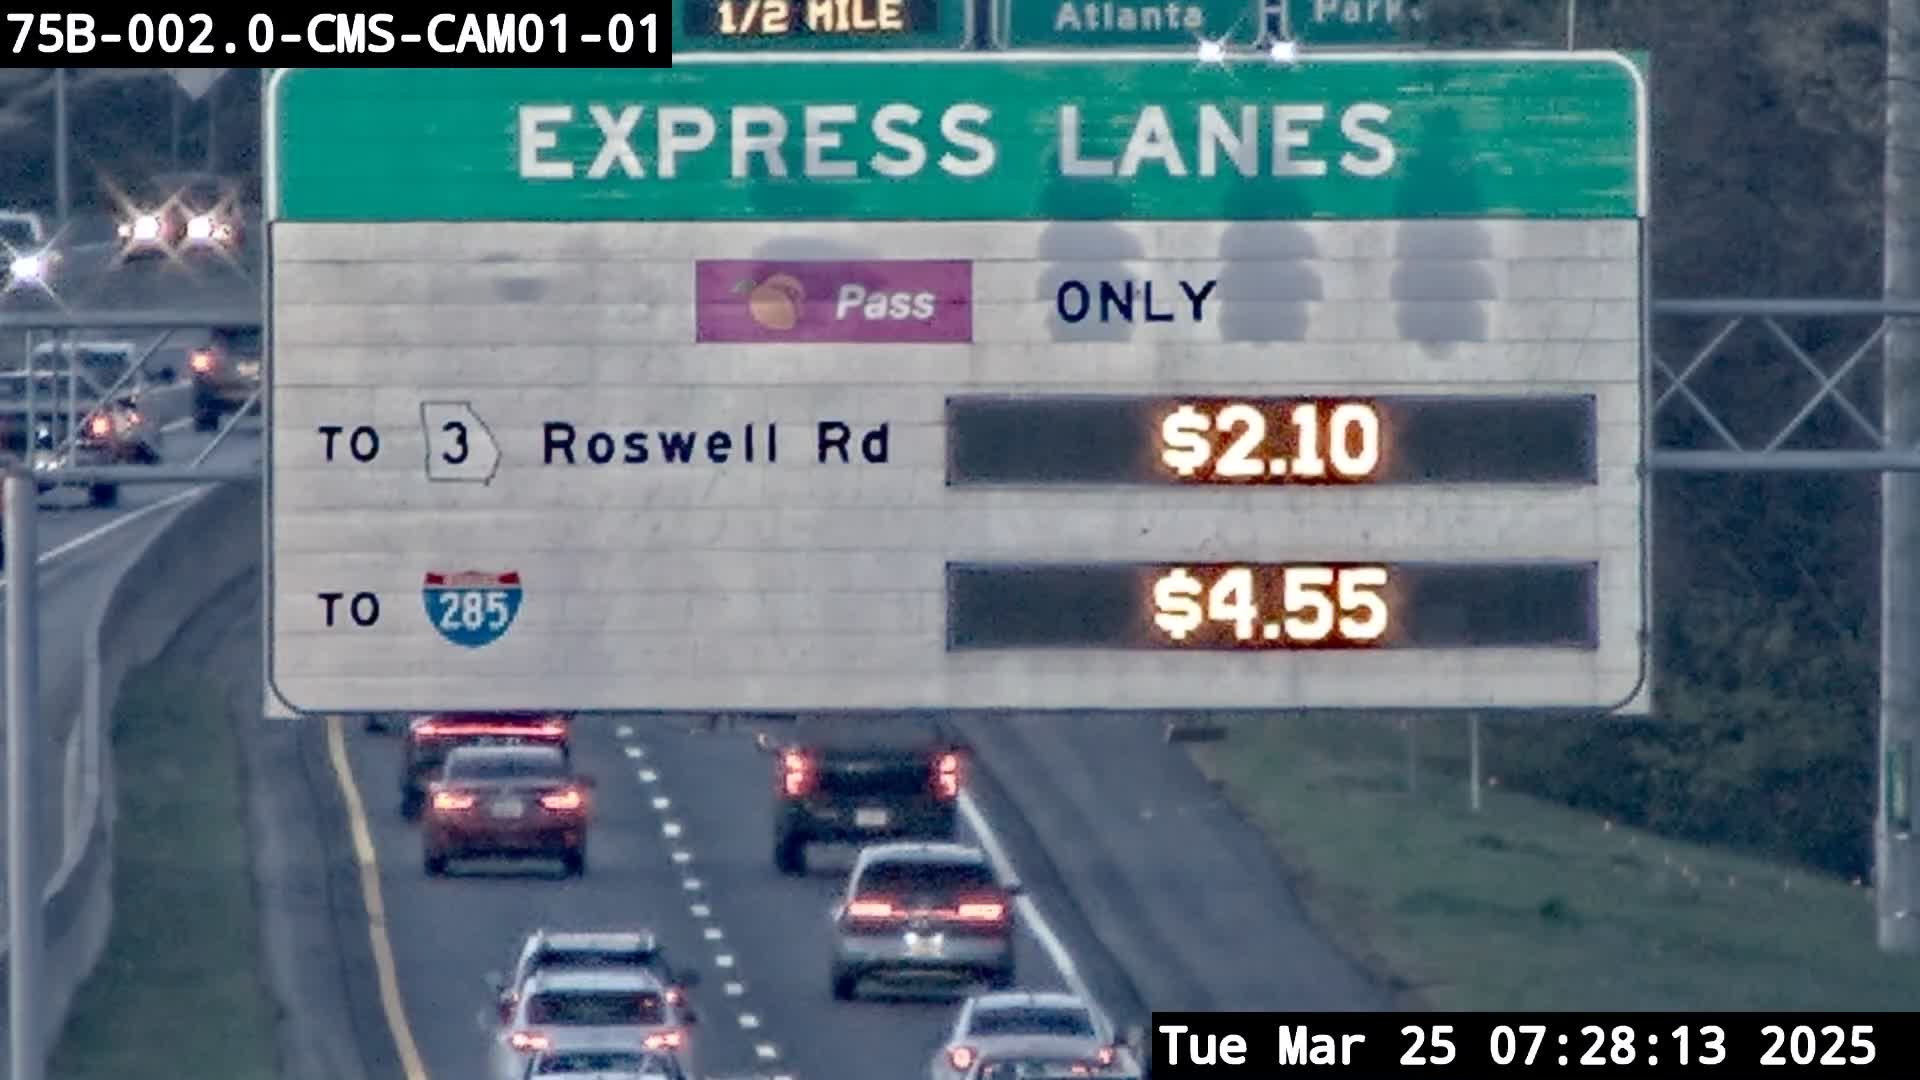 75B-002.0-CMS-CAM01-01
1/2 MILE
Atlanta
EXPRESS LANES
Pass ONLY
TO 3 Roswell Rd $2.10
TO 285 $4.55
Tue Mar 25 07:28:13 2025